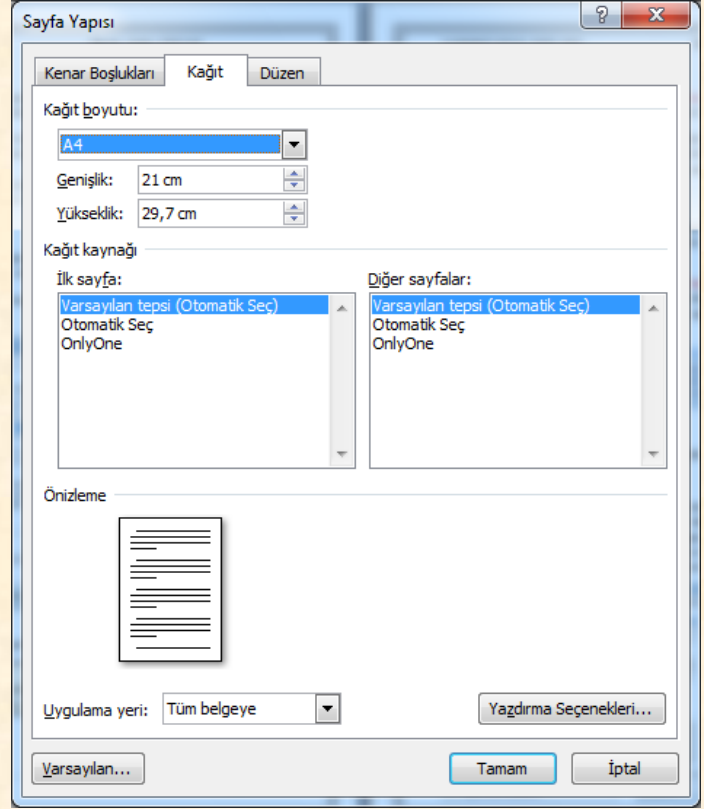 Sayfa Yapısı
Kenar Boşlukları Kağıt Düzen
Kağıt boyutu:
A4
Genişlik: 21 cm
Yükseklik: 29,7 cm
Kağıt kaynağı
İlk sayfa:
Varsayılan tepsi (Otomatik Seç)
Otomatik Seç
OnlyOne
Diğer sayfalar:
Varsayılan tepsi (Otomatik Seç)
Otomatik Seç
OnlyOne
Önizleme
Uygulama yeri: Tüm belgeye Yazdırma Seçenekleri...
Varsayılan... Tamam İptal